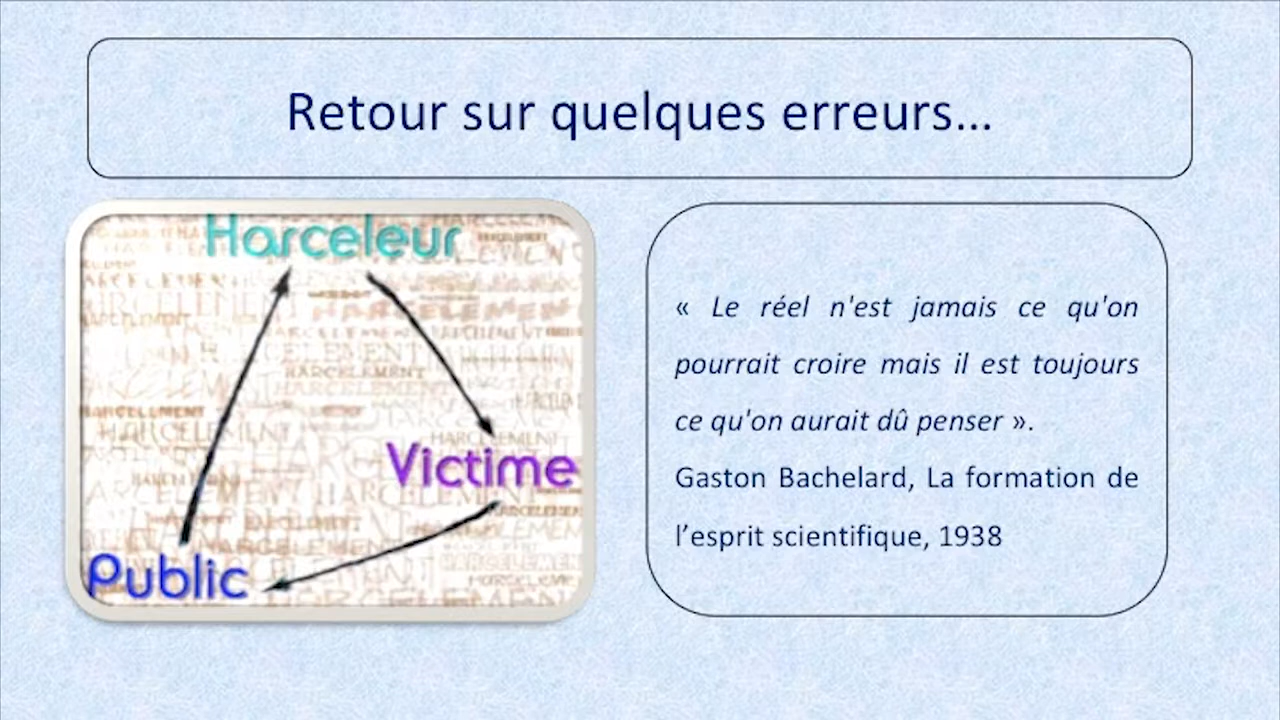 Retour sur quelques erreurs...
Harceleur
Victime
Public
« Le réel n'est jamais ce qu'on
pourrait croire mais il est toujours
ce qu'on aurait dû penser ».
Gaston Bachelard, La formation de
l’esprit scientifique, 1938